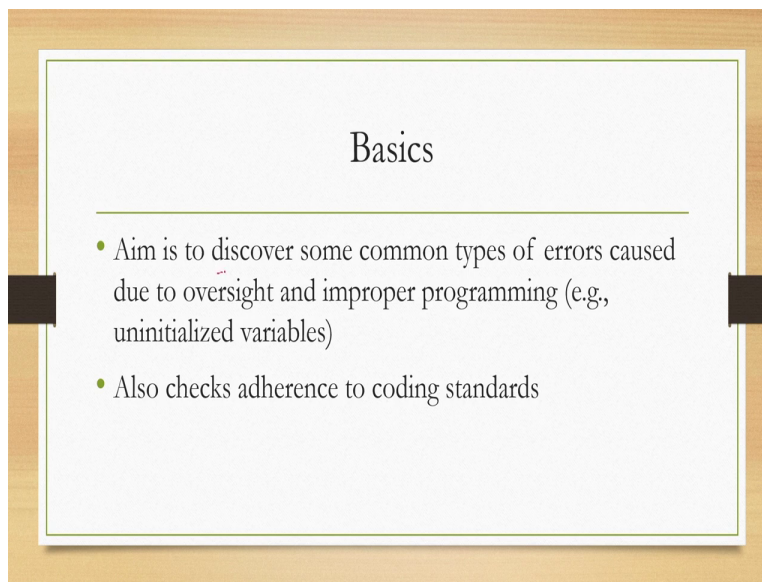 Basics
• Aim is to discover some common types of errors caused
due to oversight and improper programming (e.g.,
uninitialized variables)
• Also checks adherence to coding standards